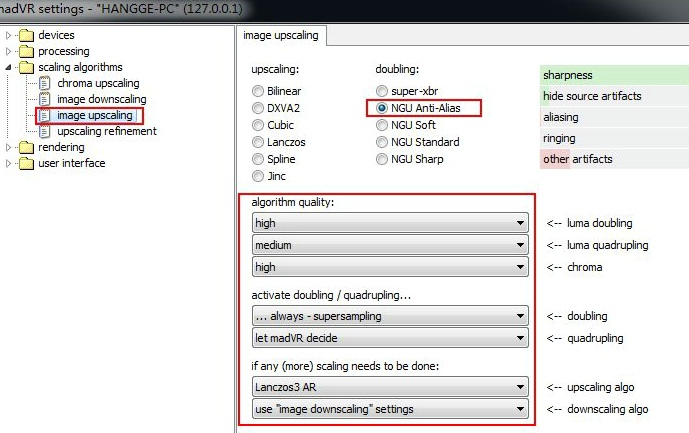 madVR settings - "HANGGE-PC" (127.0.0.1)
devices
processing
scaling algorithms
chroma upscaling
image downscaling
image upscaling
upscaling refinement
rendering
user interface
image upscaling
upscaling:
Bilinear
DXVA2
Cubic
Lanczos
Spline
Jinc
doubling:
super-xbr
NGU Anti-Alias
NGU Soft
NGU Standard
NGU Sharp
sharpness
hide source artifacts
aliasing
ringing
other artifacts
algorithm quality:
high <-- luma doubling
medium <-- luma quadrupling
high <-- chroma
activate doubling / quadrupling...
... always - supersampling <-- doubling
let madVR decide <-- quadrupling
if any (more) scaling needs to be done:
Lanczos3 AR <-- upscaling algo
use "image downscaling" settings <-- downscaling algo